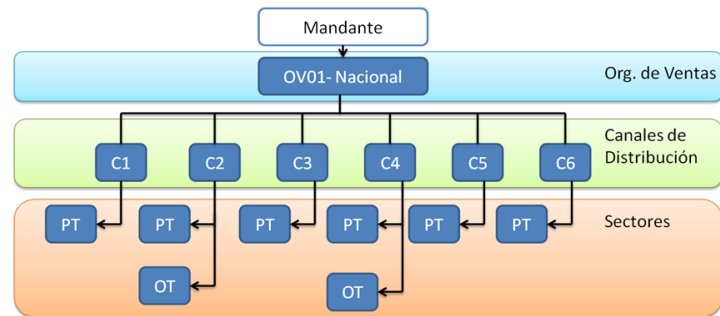 Mandante
OV01- Nacional
Org. de Ventas
Canales de
Distribución
C1
C2
C3
C4
C5
C6
Sectores
PT
PT
PT
PT
PT
PT
OT
OT